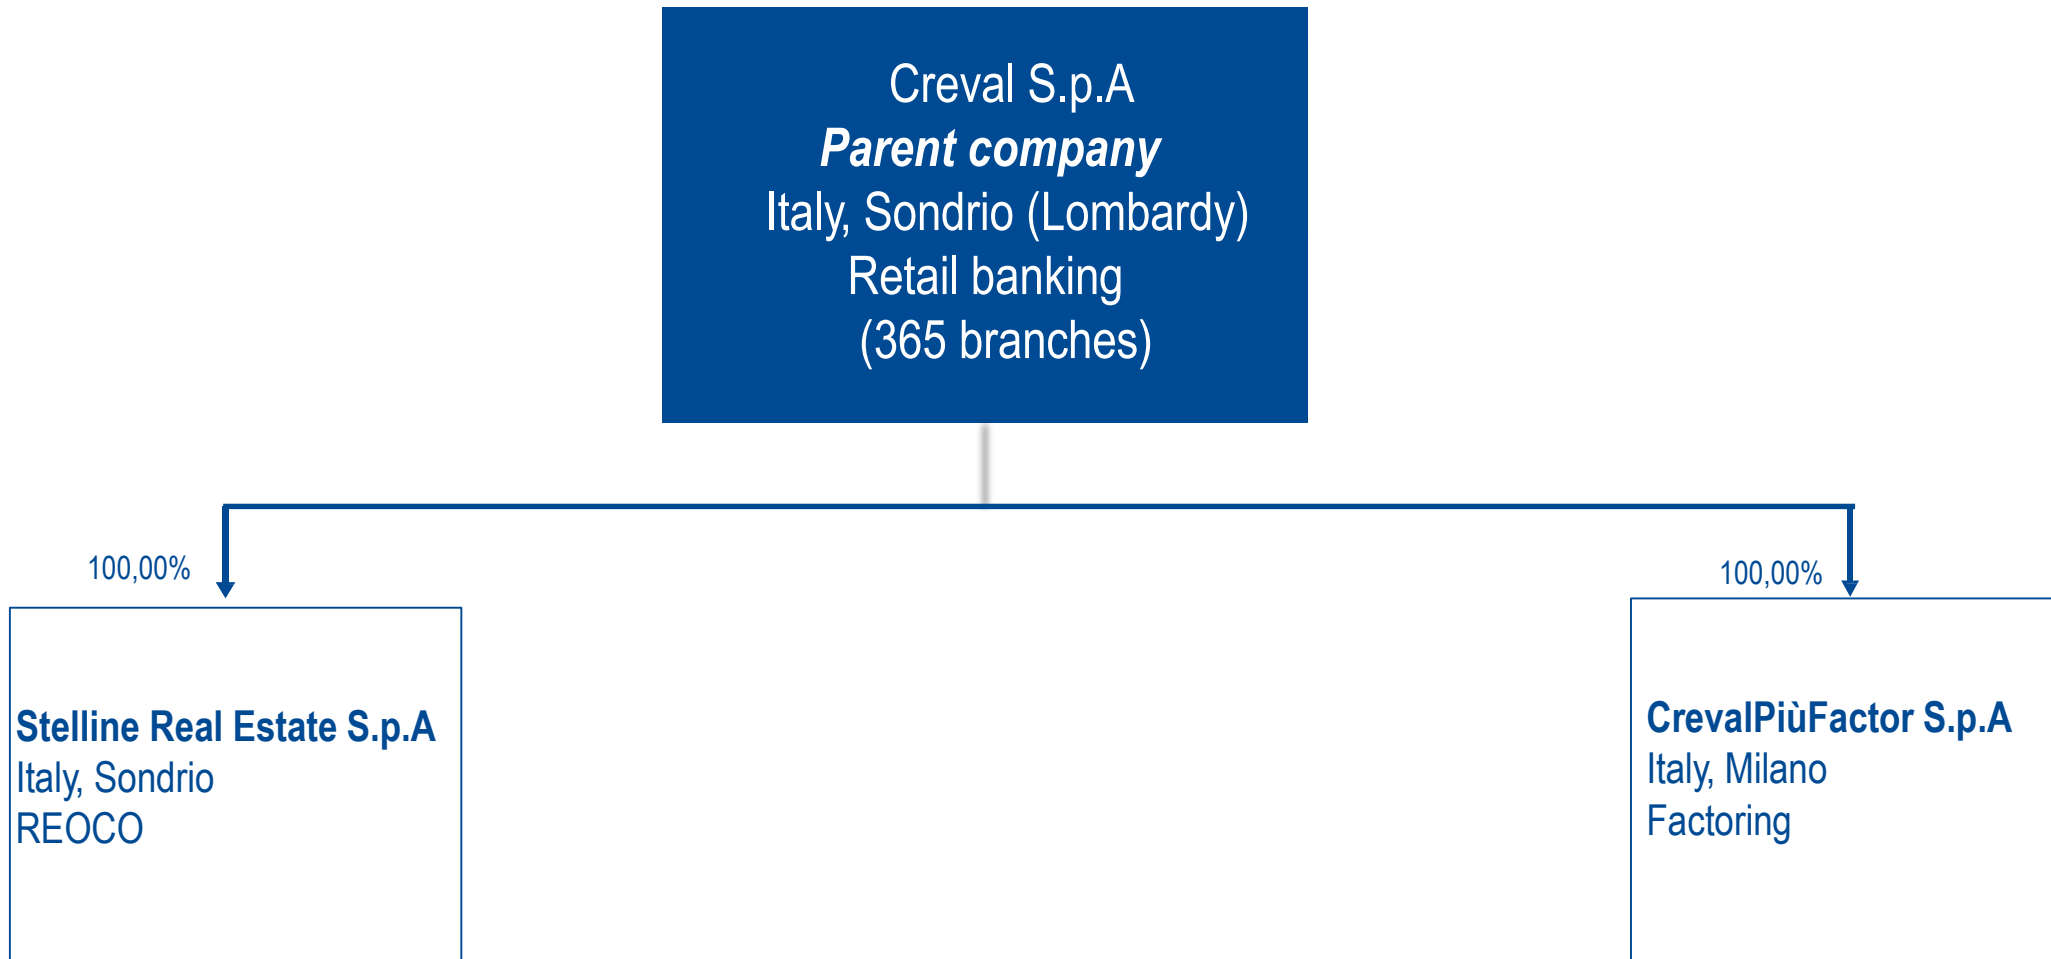 Creval S.p.A
Parent company
Italy, Sondrio (Lombardy)
Retail banking
(365 branches)
100,00%
100,00%
Stelline Real Estate S.p.A
Italy, Sondrio
REOCO
CrevalPiùFactor S.p.A
Italy, Milano
Factoring